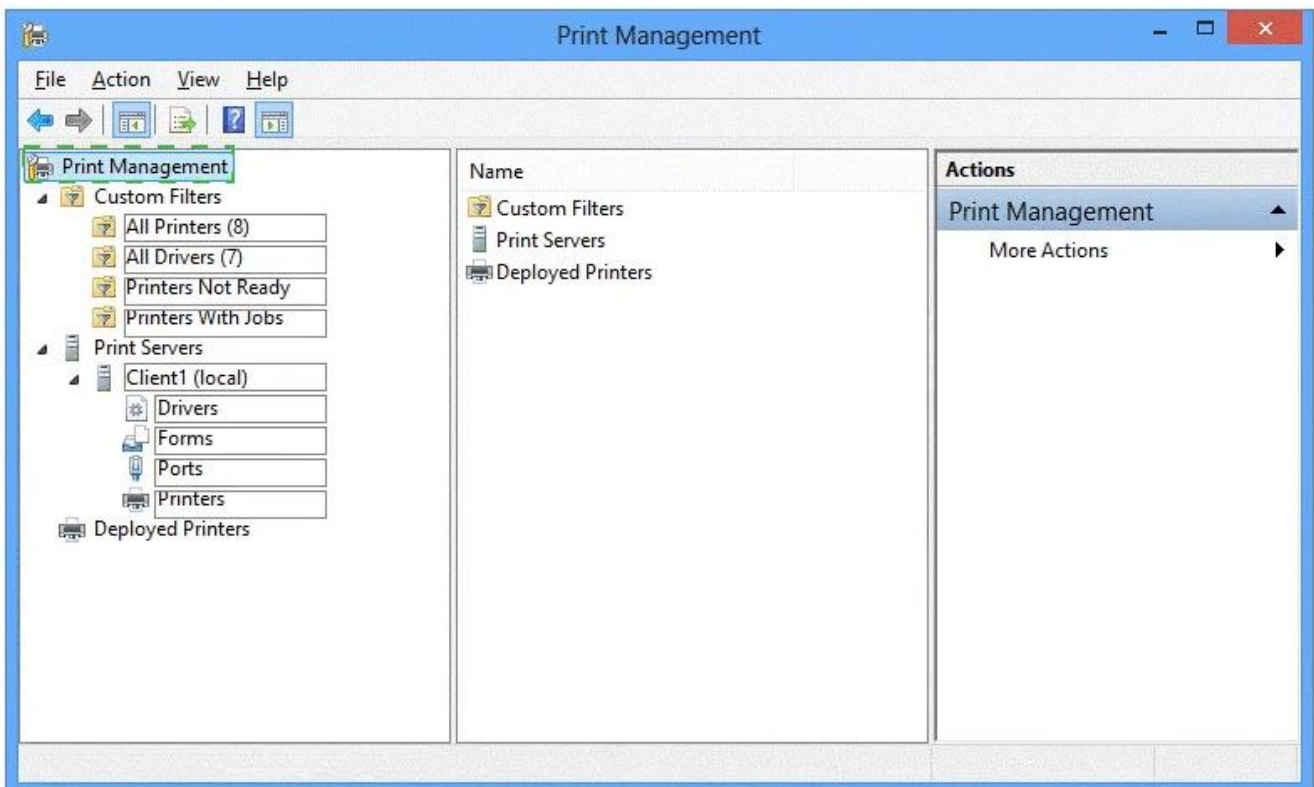 Print Management
File Action View Help
Print Management
Custom Filters
All Printers (8)
All Drivers (7)
Printers Not Ready
Printers With Jobs
Print Servers
Client1 (local)
Drivers
Forms
Ports
Printers
Deployed Printers
Name
Custom Filters
Print Servers
Deployed Printers
Actions
Print Management
More Actions